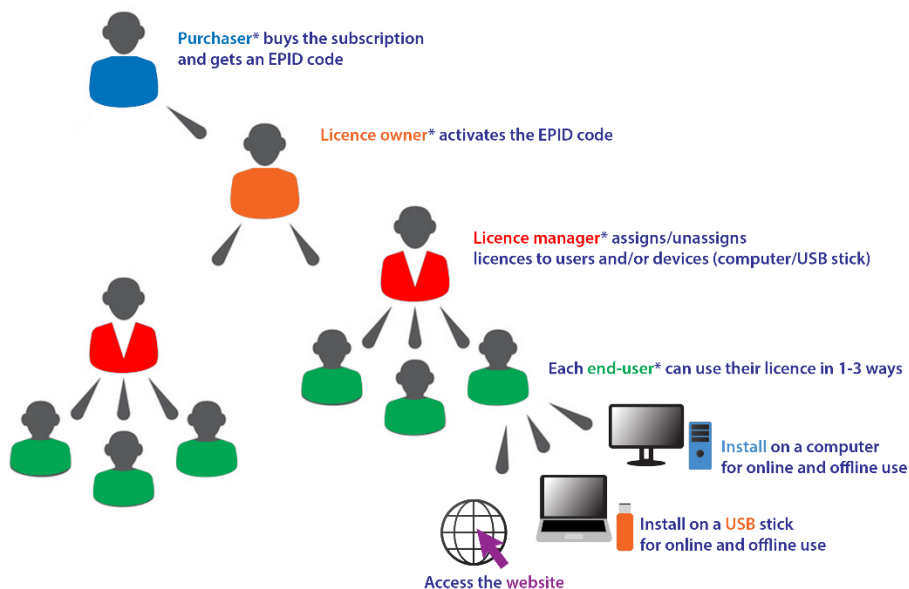 Purchaser* buys the subscription
and gets an EPID code
Licence owner* activates the EPID code
Licence manager* assigns/unassigns
licences to users and/or devices (computer/USB stick)
Each end-user* can use their licence in 1-3 ways
Install on a computer
for online and offline use
Install on a USB stick
for online and offline use
Access the website